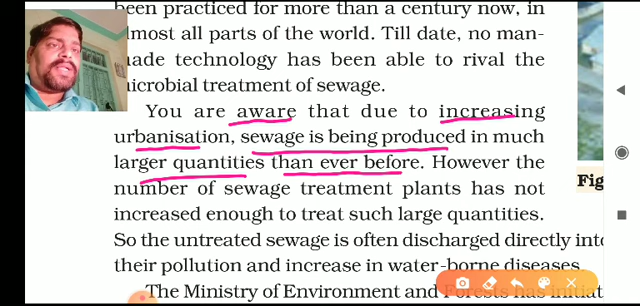 been practiced for more than a century now, in
almost all parts of the world. Till date, no man-
made technology has been able to rival the
microbial treatment of sewage.
You are aware that due to increasing
urbanisation, sewage is being produced in much
larger quantities than ever before. However the
number of sewage treatment plants has not
increased enough to treat such large quantities.
So the untreated sewage is often discharged directly into
their pollution and increase in water-borne diseases.
The Ministry of Environment and Forests has initiat
Fig